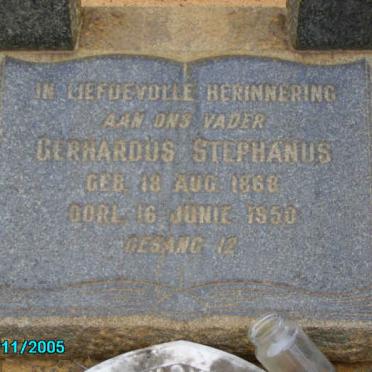 IN LIEFDEVOLLE HERINNERING
AAN ONS VADER
GERHARDUS STEPHANUS
GEB. 18 AUG. 1868
OORL. 16 JUNIE 1950
GESANG 12
11/2005